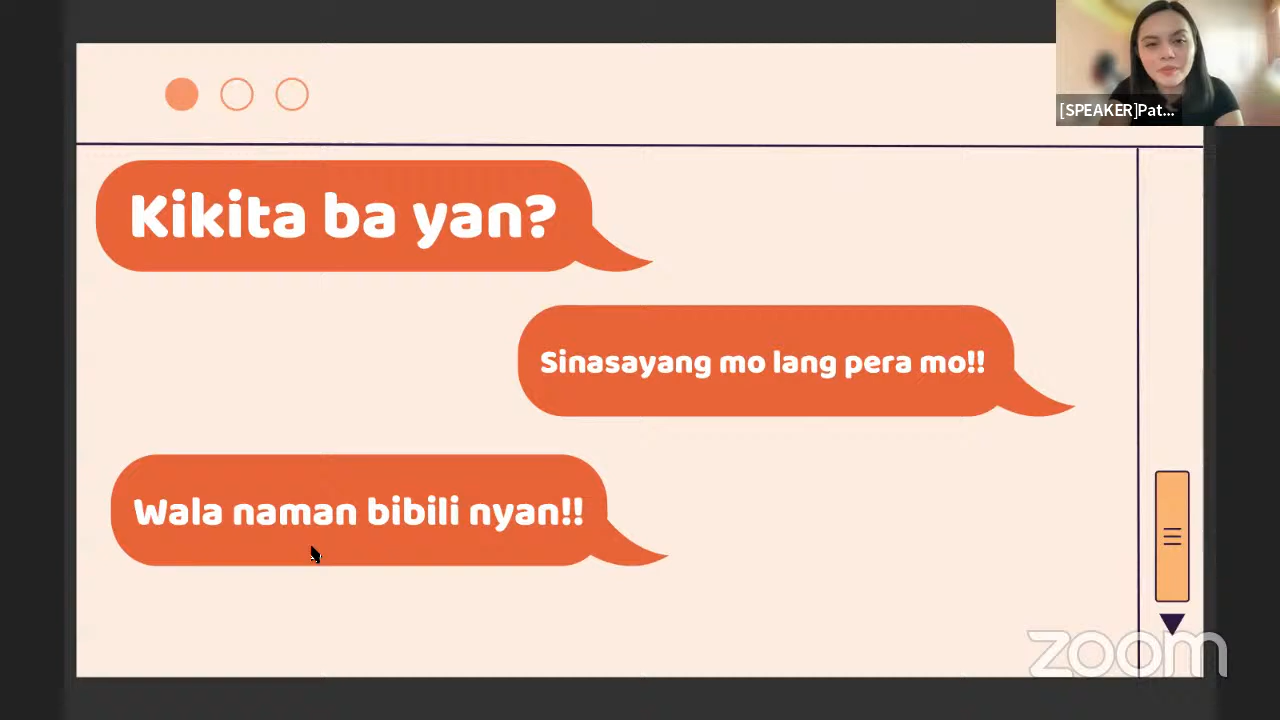 [SPEAKER]Pat...
Kikita ba yan?
Sinasayang mo lang pera mo!!
Wala naman bibili nyan!!
zoom